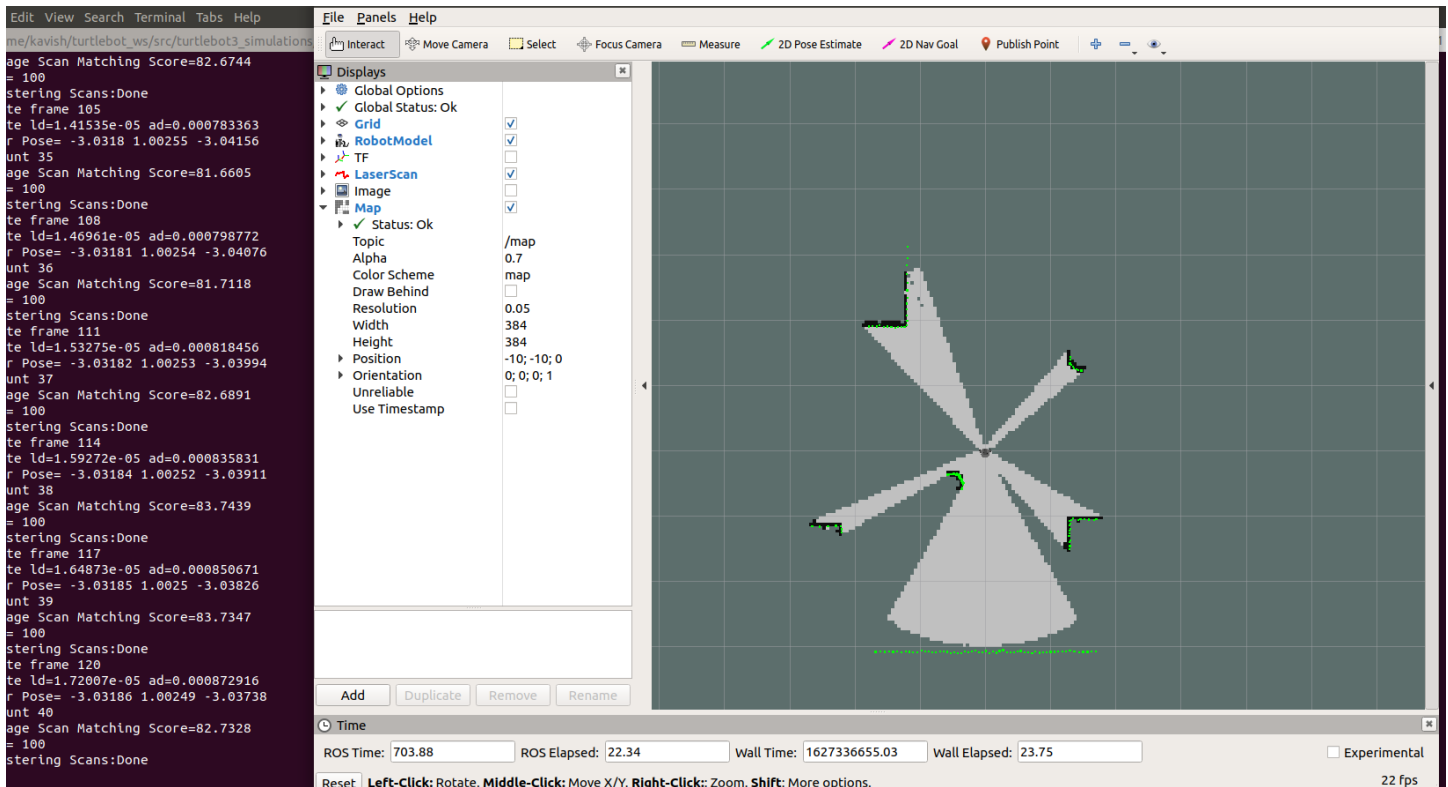 Edit View Search Terminal Tabs Help
me/kavish/turtlebot_ws/src/turtlebot3_simulations
age Scan Matching Score=82.6744
= 100
stering Scans:Done
te frame 105
te ld=1.41535e-05 ad=0.000783363
r Pose= -3.0318 1.00255 -3.04156
unt 35
age Scan Matching Score=81.6605
= 100
stering Scans:Done
te frame 108
te ld=1.46961e-05 ad=0.000798772
r Pose= -3.03181 1.00254 -3.04076
unt 36
age Scan Matching Score=81.7118
= 100
stering Scans:Done
te frame 111
te ld=1.53275e-05 ad=0.000818456
r Pose= -3.03182 1.00253 -3.03994
unt 37
age Scan Matching Score=82.6891
= 100
stering Scans:Done
te frame 114
te ld=1.59272e-05 ad=0.000835831
r Pose= -3.03184 1.00252 -3.03911
unt 38
age Scan Matching Score=83.7439
= 100
stering Scans:Done
te frame 117
te ld=1.64873e-05 ad=0.000850671
r Pose= -3.03185 1.0025 -3.03826
unt 39
age Scan Matching Score=83.7347
= 100
stering Scans:Done
te frame 120
te ld=1.72007e-05 ad=0.000872916
r Pose= -3.03186 1.00249 -3.03738
unt 40
age Scan Matching Score=82.7328
= 100
stering Scans:Done
File Panels Help
Interact Move Camera Select Focus Camera Measure 2D Pose Estimate 2D Nav Goal Publish Point
Displays
Global Options
Global Status: Ok
Grid
RobotModel
TF
LaserScan
Image
Map
Status: Ok
Topic /map
Alpha 0.7
Color Scheme map
Draw Behind
Resolution 0.05
Width 384
Height 384
Position -10; -10; 0
Orientation 0; 0; 0; 1
Unreliable
Use Timestamp
Add Duplicate Remove Rename
Time
ROS Time: 703.88 ROS Elapsed: 22.34 Wall Time: 1627336655.03 Wall Elapsed: 23.75 Experimental
Reset Left-Click: Rotate. Middle-Click: Move X/Y. Right-Click:: Zoom. Shift: More options. 22 fps